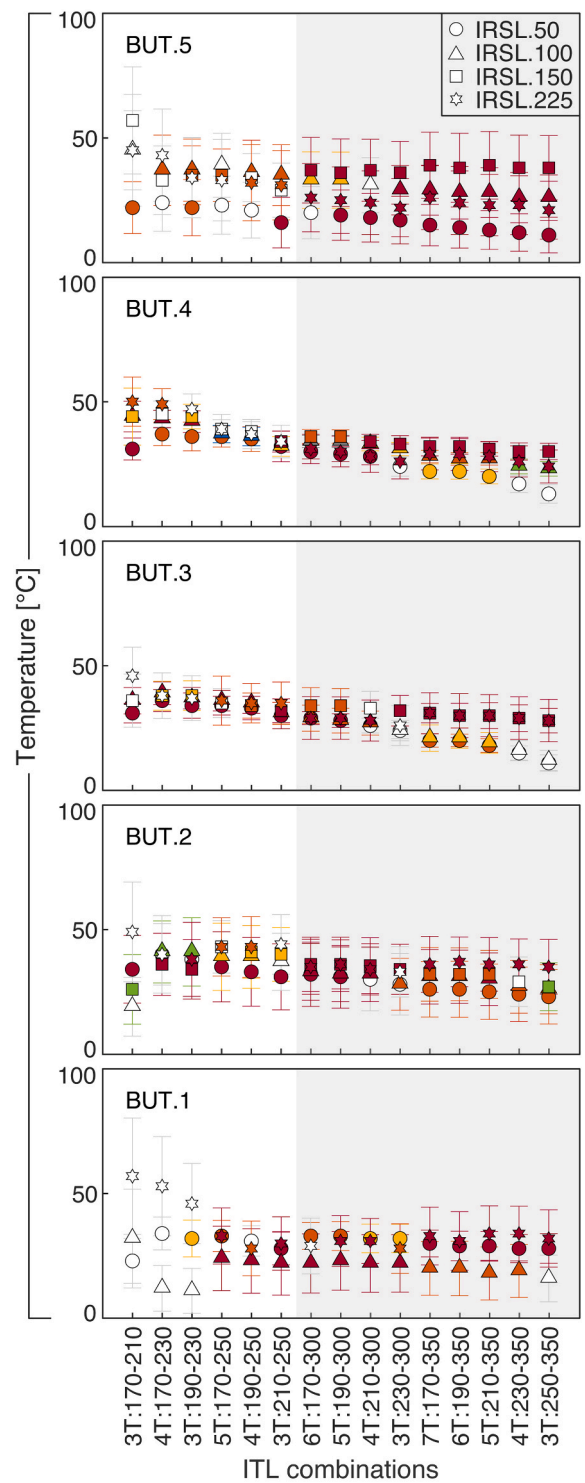 100
BUT.5
IRSL.50
IRSL.100
IRSL.150
IRSL.225
50
0
100
BUT.4
50
0
100
BUT.3
50
0
100
BUT.2
50
0
100
BUT.1
50
0
Temperature [°C]
3T:170-210
4T:170-230
3T:190-230
5T:170-250
4T:190-250
3T:210-250
6T:170-300
5T:190-300
4T:210-300
3T:230-300
7T:170-350
6T:190-350
5T:210-350
4T:230-350
3T:250-350
ITL combinations